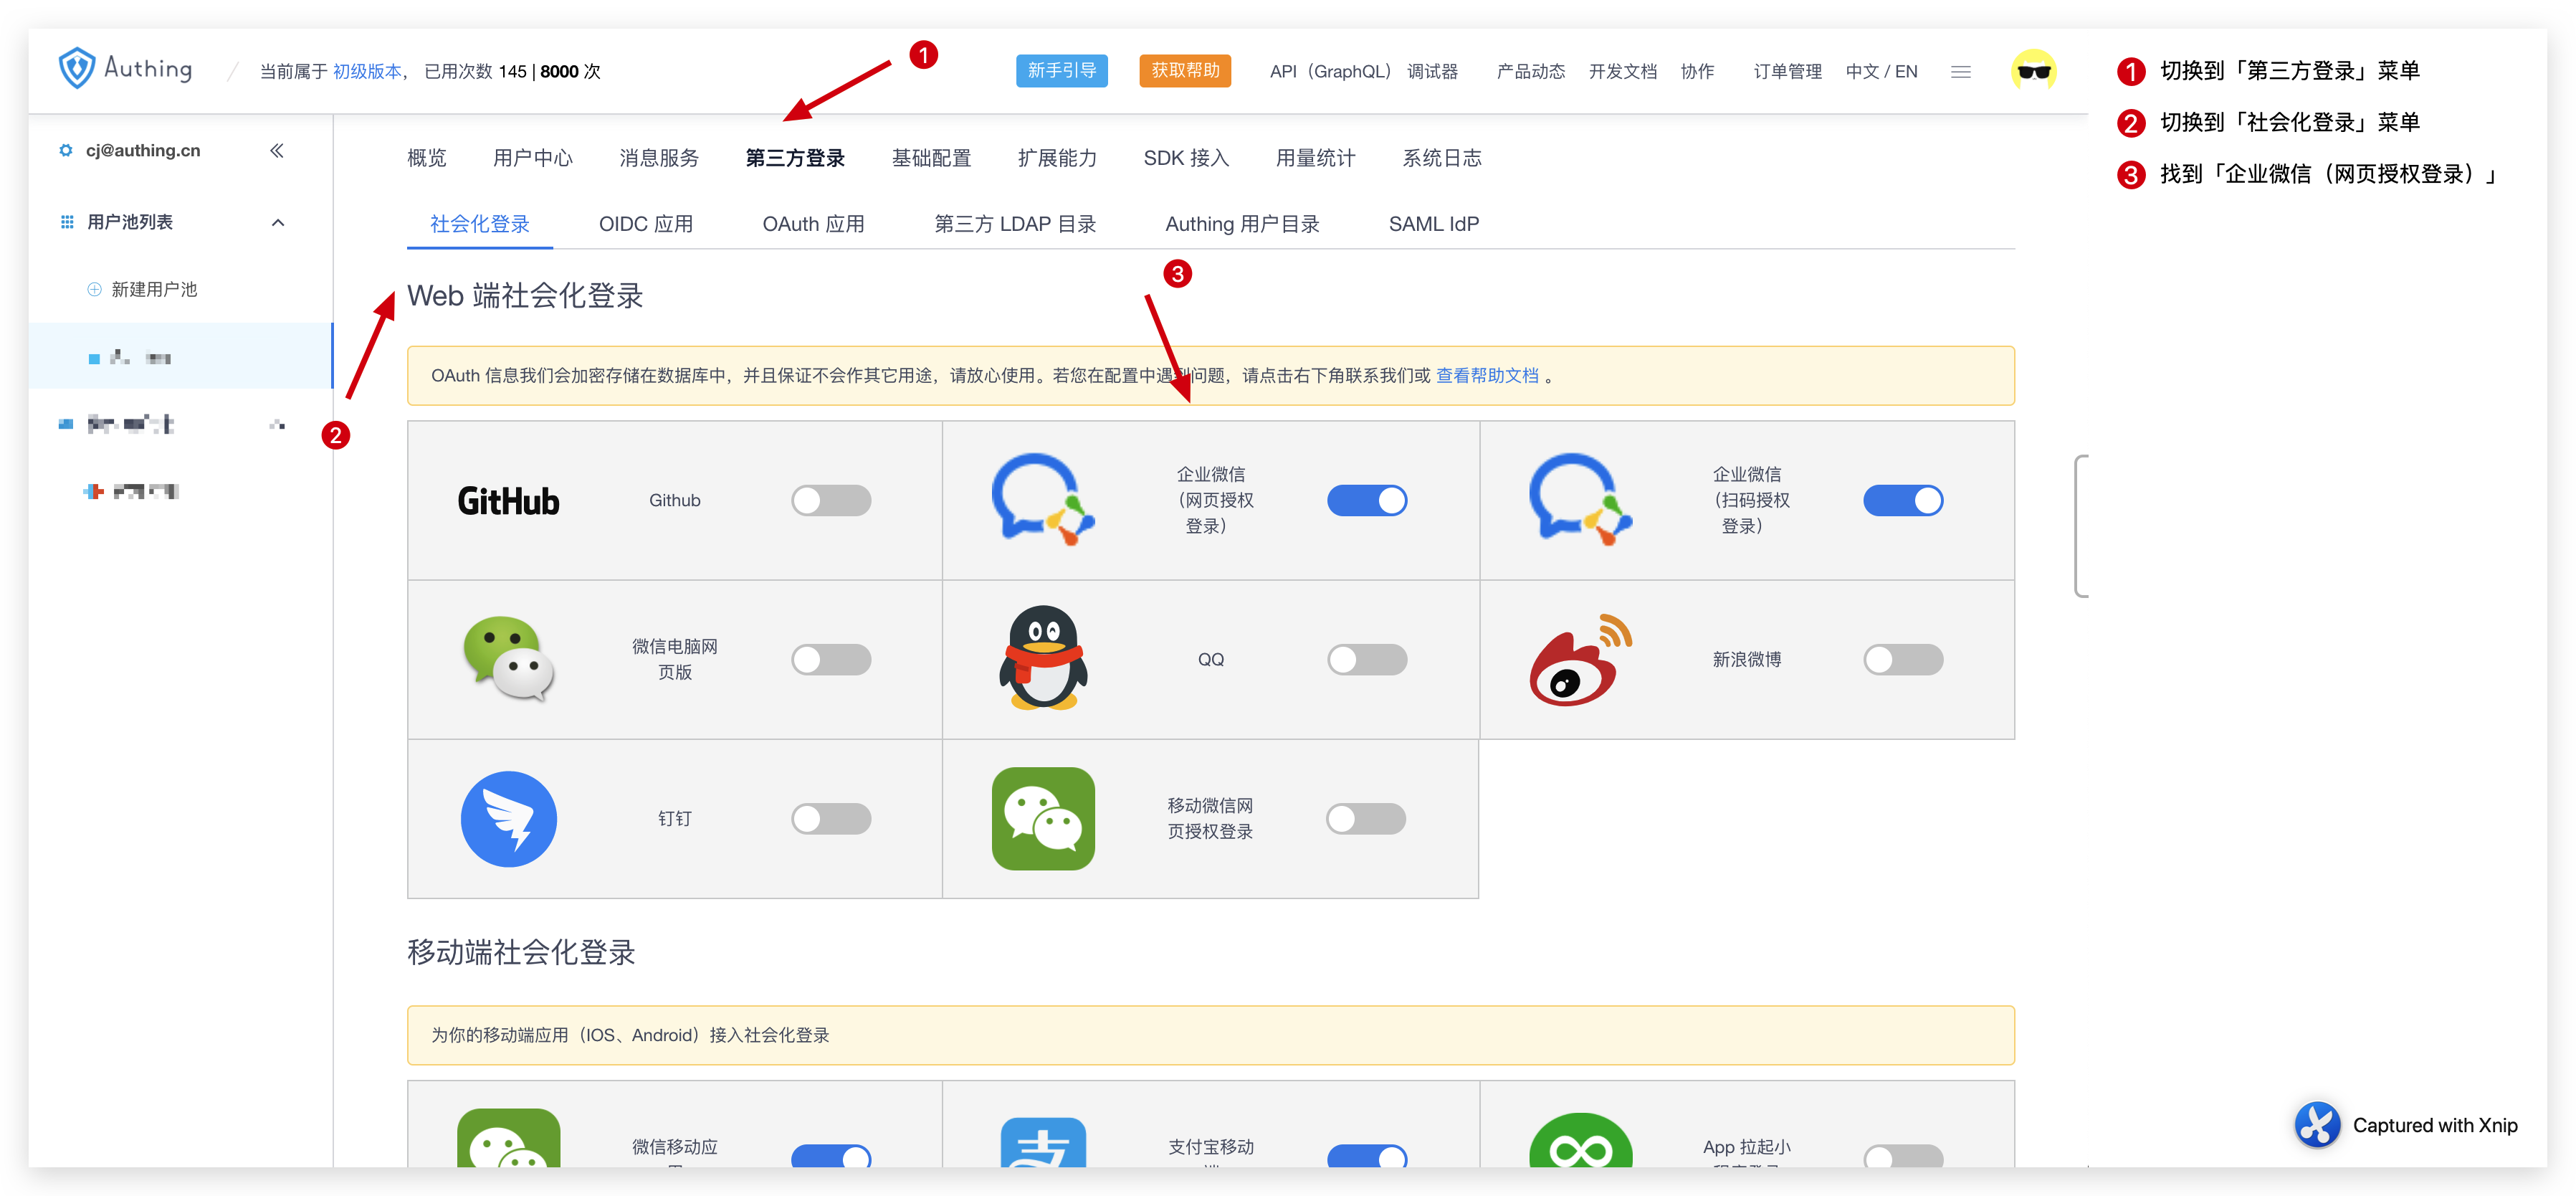 Authing
/ 当前属于 初级版本， 已用次数 145 | 8000 次
新手引导
获取帮助
API（GraphQL） 调试器
产品动态
开发文档
协作
订单管理
中文 / EN
1
1 切换到「第三方登录」菜单
2 切换到「社会化登录」菜单
3 找到「企业微信（网页授权登录）」
cj@authing.cn
用户池列表
新建用户池
概览
用户中心
消息服务
第三方登录
基础配置
扩展能力
SDK 接入
用量统计
系统日志
社会化登录
OIDC 应用
OAuth 应用
第三方 LDAP 目录
Authing 用户目录
SAML IdP
3
Web 端社会化登录
2
OAuth 信息我们会加密存储在数据库中，并且保证不会作其它用途，请放心使用。若您在配置中遇到问题，请点击右下角联系我们或 查看帮助文档 。
GitHub
Github
企业微信
（网页授权
登录）
企业微信
（扫码授权
登录）
微信电脑网
页版
QQ
新浪微博
钉钉
移动微信网
页授权登录
移动端社会化登录
为你的移动端应用（IOS、Android）接入社会化登录
微信移动应
支
支付宝移动
App 拉起小
Captured with Xnip